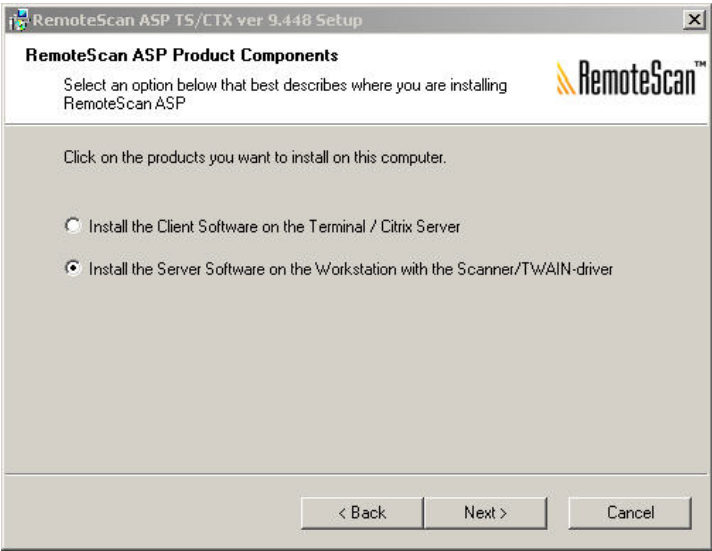 RemoteScan ASP TS/CTX ver 9.448 Setup
RemoteScan ASP Product Components
Select an option below that best describes where you are installing
RemoteScan ASP
RemoteScan™
Click on the products you want to install on this computer.
Install the Client Software on the Terminal / Citrix Server
Install the Server Software on the Workstation with the Scanner/TWAIN-driver
< Back
Next >
Cancel